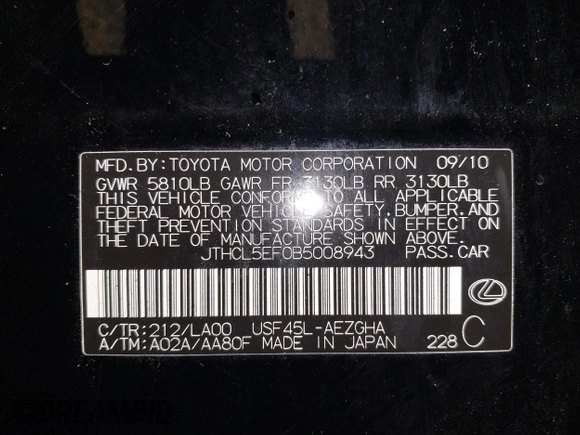 MFD. BY: TOYOTA MOTOR CORPORATION 09/10
GVWR 5810LB GAWR FR 3130LB RR 3130LB
THIS VEHICLE CONFORMS TO ALL APPLICABLE
FEDERAL MOTOR VEHICLE SAFETY, BUMPER, AND
THEFT PREVENTION STANDARDS IN EFFECT ON
THE DATE OF MANUFACTURE SHOWN ABOVE.
JTHCL5EF0B5008943 PASS. CAR
C/TR: 212/LA00 USF45L-AEZGHA
A/TM: A02A/AA80F MADE IN JAPAN 228 C
DREAMBID